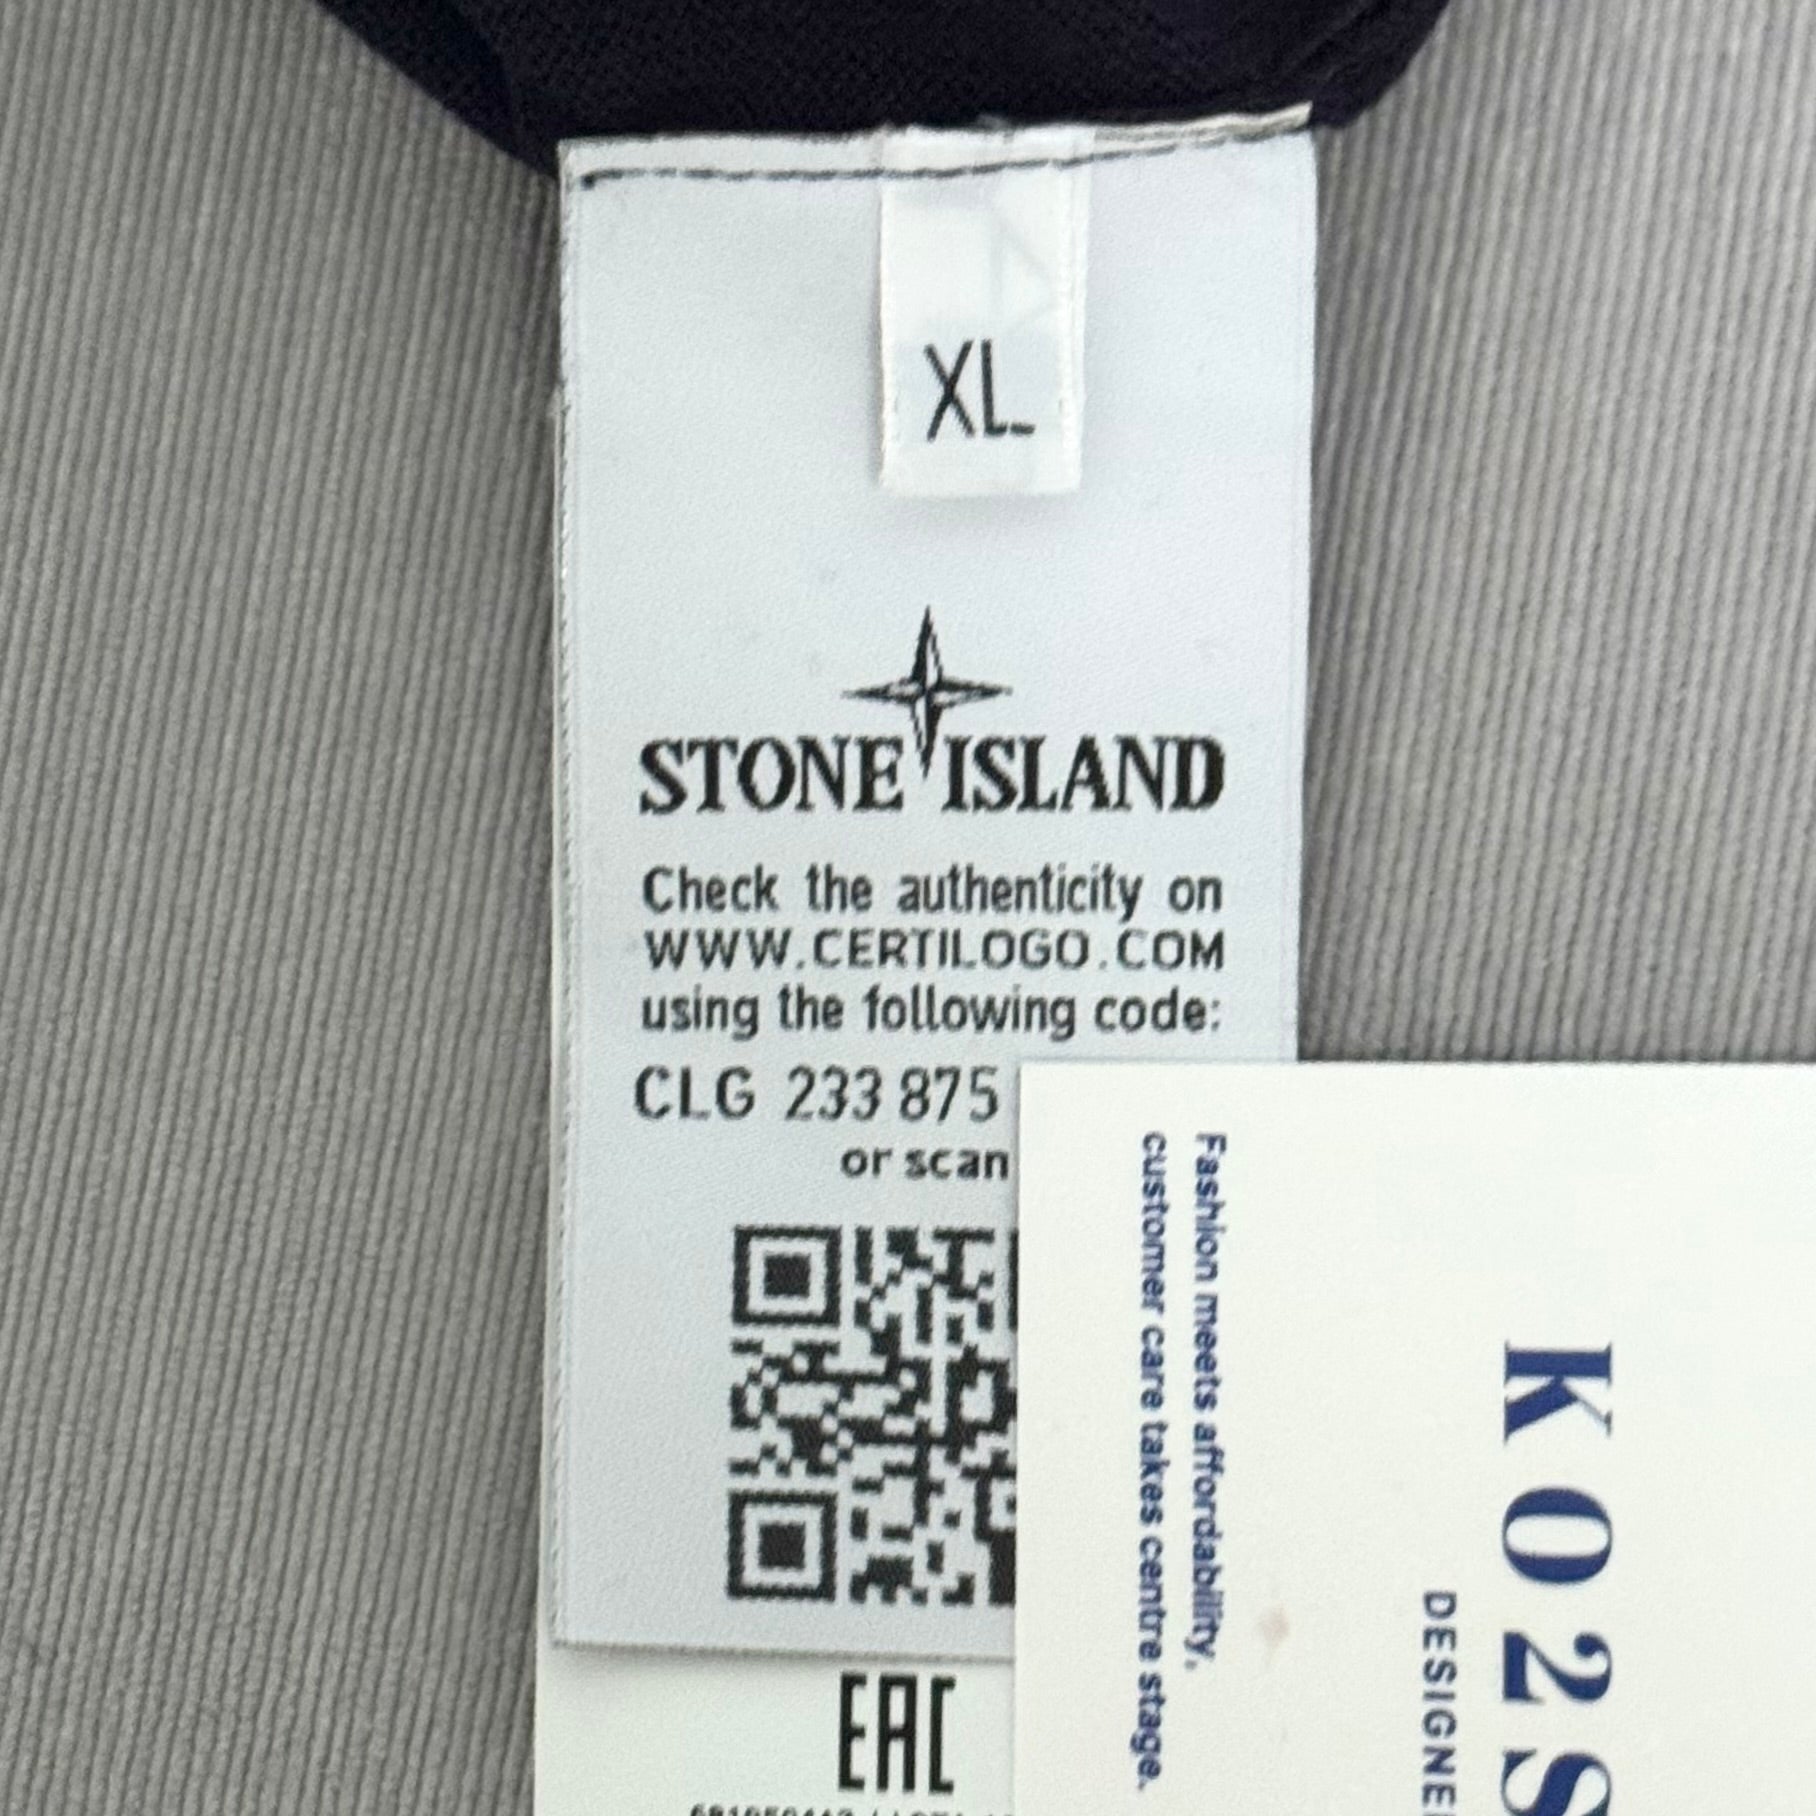 XL
STONE ISLAND
Check the authenticity on
WWW.CERTILOGO.COM
using the following code:
CLG 233 875
or scan
EAC
Fashion meets affordability,
customer care takes centre stage.
KO2S